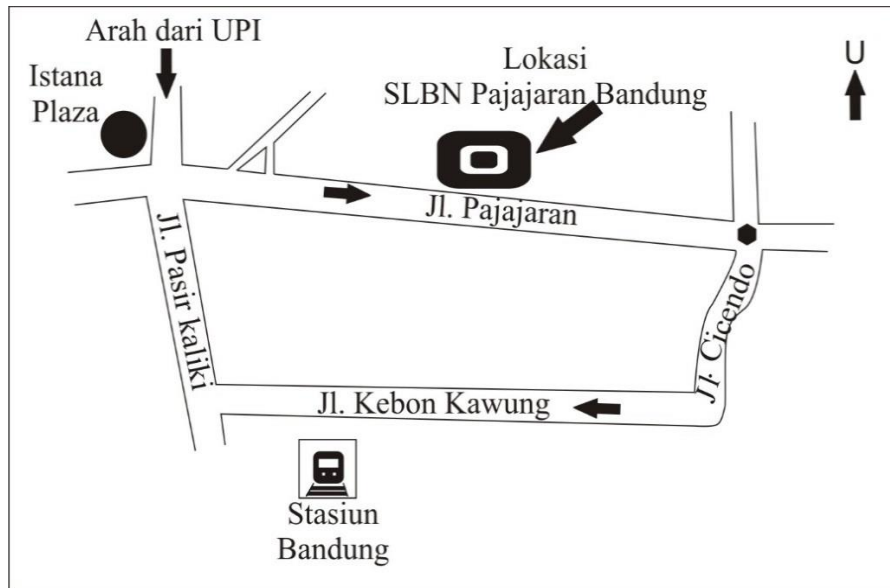 Arah dari UPI
Istana
Plaza
Lokasi
SLBN Pajajaran Bandung
U
Jl. Pajajaran
Jl. Pasir kaliki
Jl. Cicendo
Jl. Kebon Kawung
Stasiun
Bandung